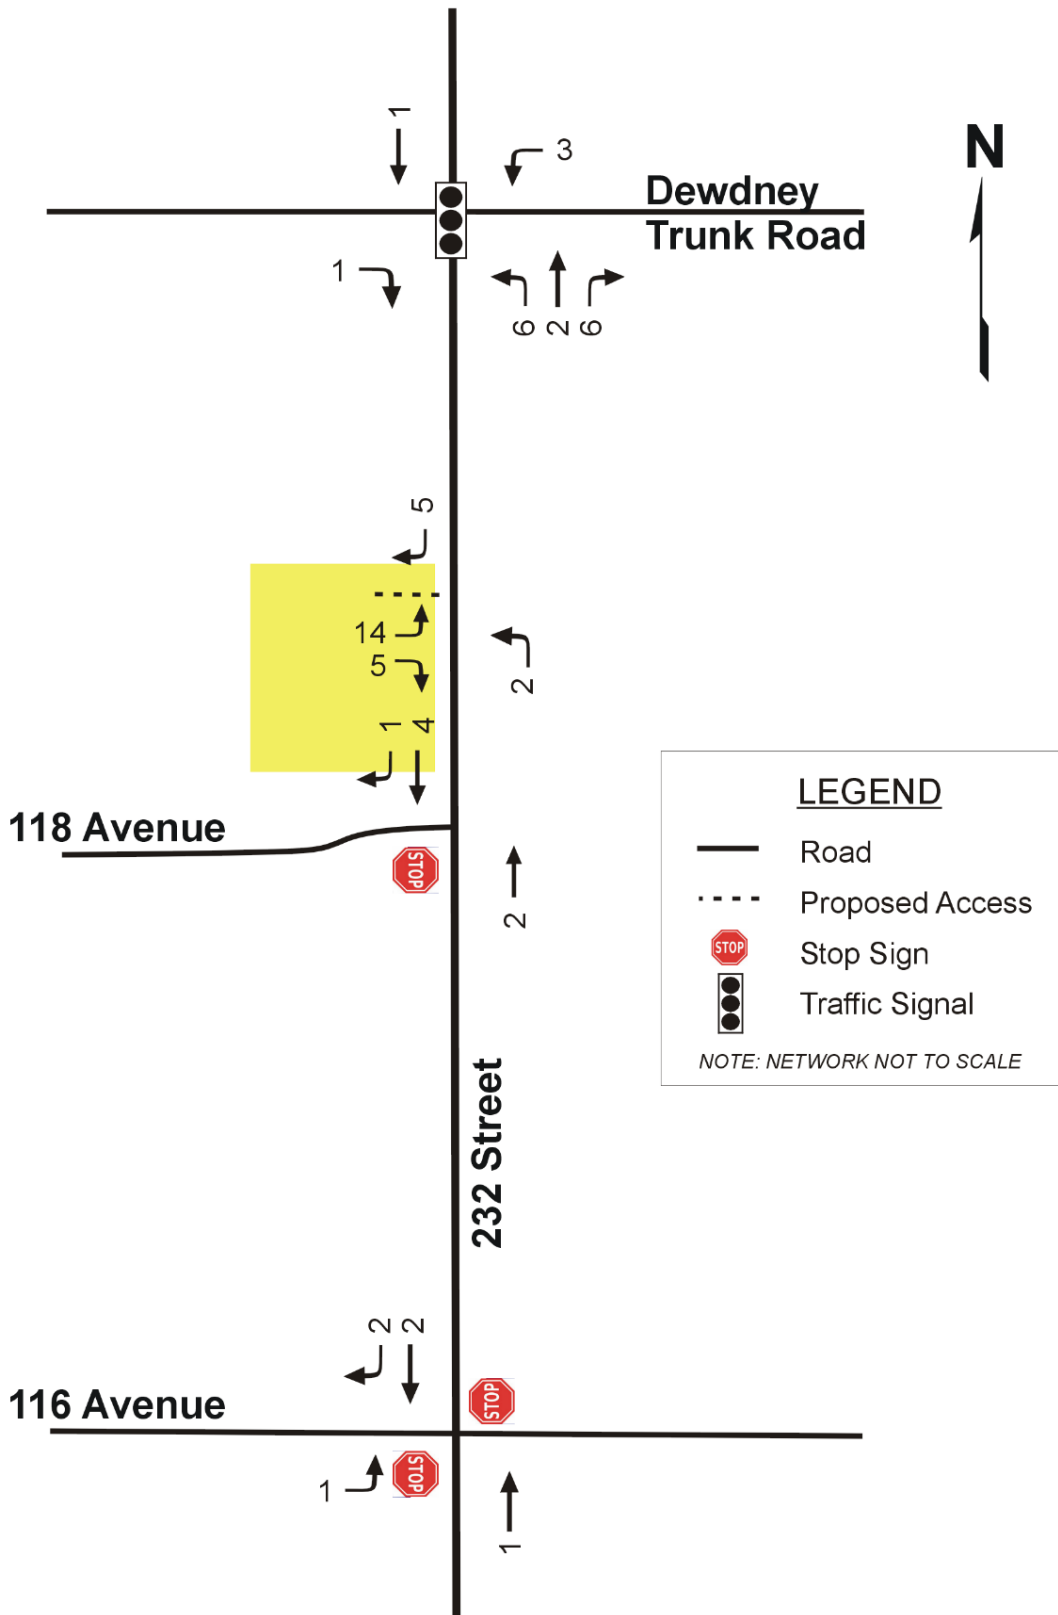 1
3
N
Dewdney
Trunk Road
1
6 2 6
5
14
5
2
1 4
118 Avenue
STOP
2
LEGEND
Road
Proposed Access
STOP Stop Sign
Traffic Signal
NOTE: NETWORK NOT TO SCALE
232 Street
2 2
116 Avenue
STOP
STOP
1
1